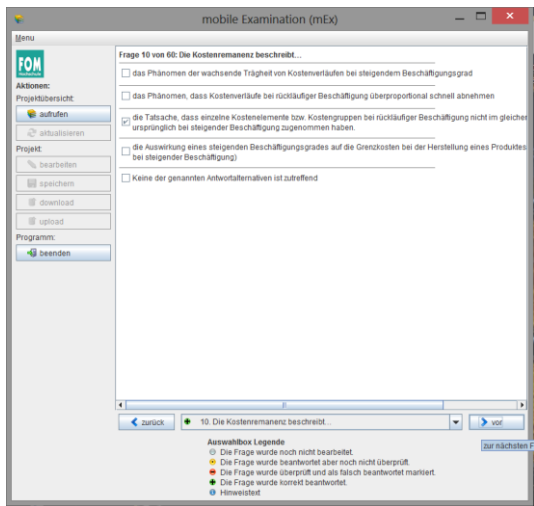 mobile Examination (mEx)
Menu
FOM
Hochschule
Aktionen:
Projektübersicht:
aufrufen
aktualisieren
Projekt:
bearbeiten
speichern
download
upload
Programm:
beenden
Frage 10 von 60: Die Kostenremanenz beschreibt...
das Phänomen der wachsende Trägheit von Kostenverläufen bei steigendem Beschäftigungsgrad
das Phänomen, dass Kostenverläufe bei rückläufiger Beschäftigung überproportional schnell abnehmen
die Tatsache, dass einzelne Kostenelemente bzw. Kostengruppen bei rückläufiger Beschäftigung nicht im gleichen
ursprünglich bei steigender Beschäftigung zugenommen haben.
die Auswirkung eines steigenden Beschäftigungsgrades auf die Grenzkosten bei der Herstellung eines Produktes
bei steigender Beschäftigung)
Keine der genannten Antwortalternativen ist zutreffend
zurück
10. Die Kostenremanenz beschreibt...
vor
zur nächsten F
Auswahlbox Legende
Die Frage wurde noch nicht bearbeitet.
Die Frage wurde beantwortet aber noch nicht überprüft.
Die Frage wurde überprüft und als falsch beantwortet markiert.
Die Frage wurde korrekt beantwortet.
Hinweistext